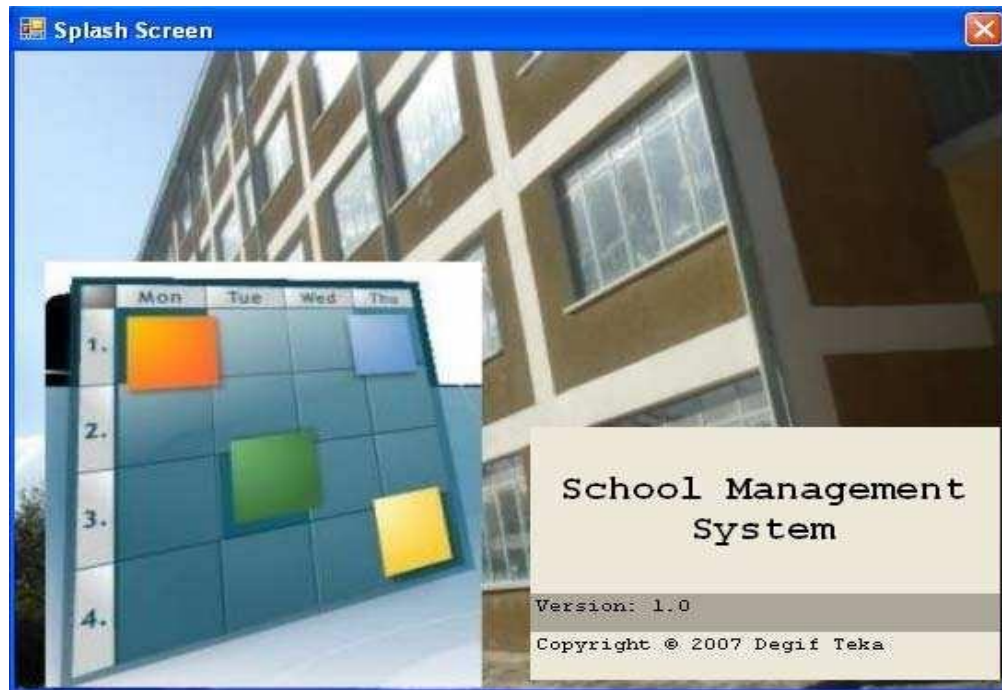 Splash Screen
Mon Tue Wed Thu
1.
2.
3.
4.
School Management
System
Version: 1.0
Copyright © 2007 Degif Teka